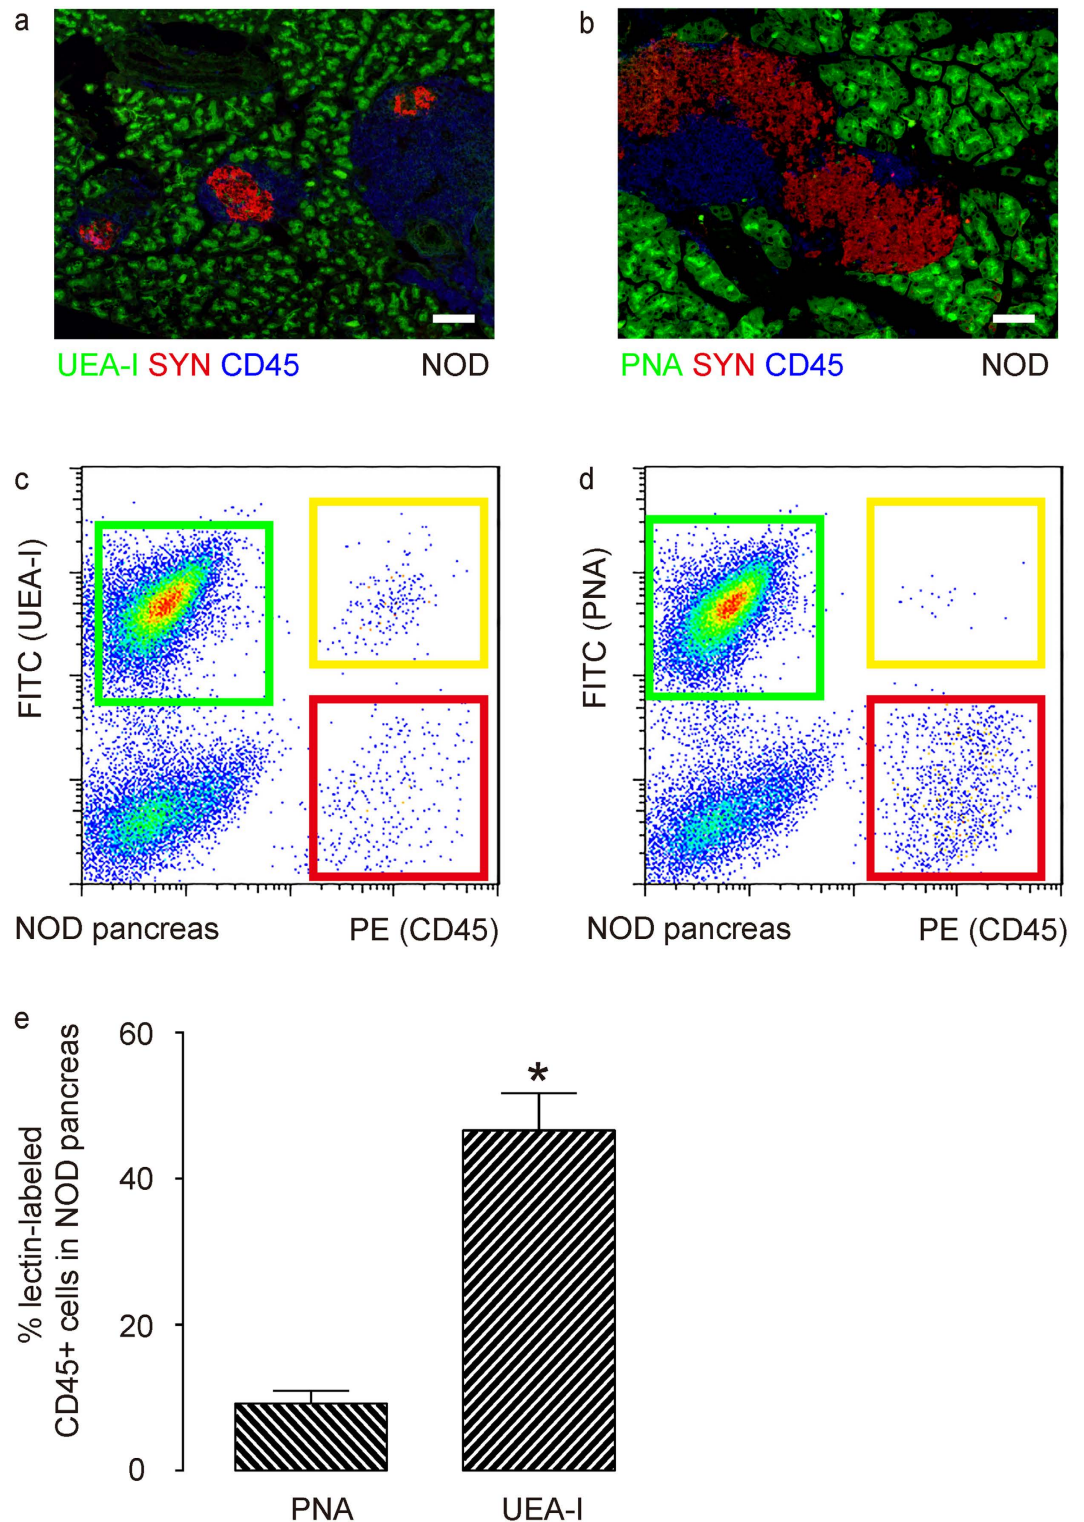 a
b
UEA-I SYN CD45 NOD
PNA SYN CD45 NOD
c
d
FITC (UEA-I)
FITC (PNA)
NOD pancreas PE (CD45)
NOD pancreas PE (CD45)
e
% lectin-labeled
CD45+ cells in NOD pancreas
60
40
20
0
*
PNA
UEA-I